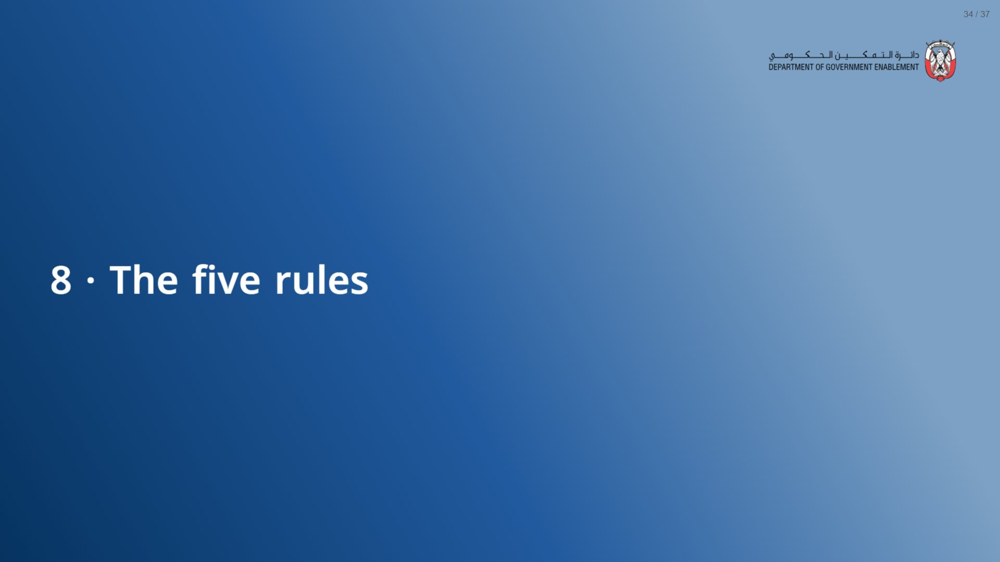 34 / 37
دائرة التمكين الحكومي
DEPARTMENT OF GOVERNMENT ENABLEMENT
8 · The five rules